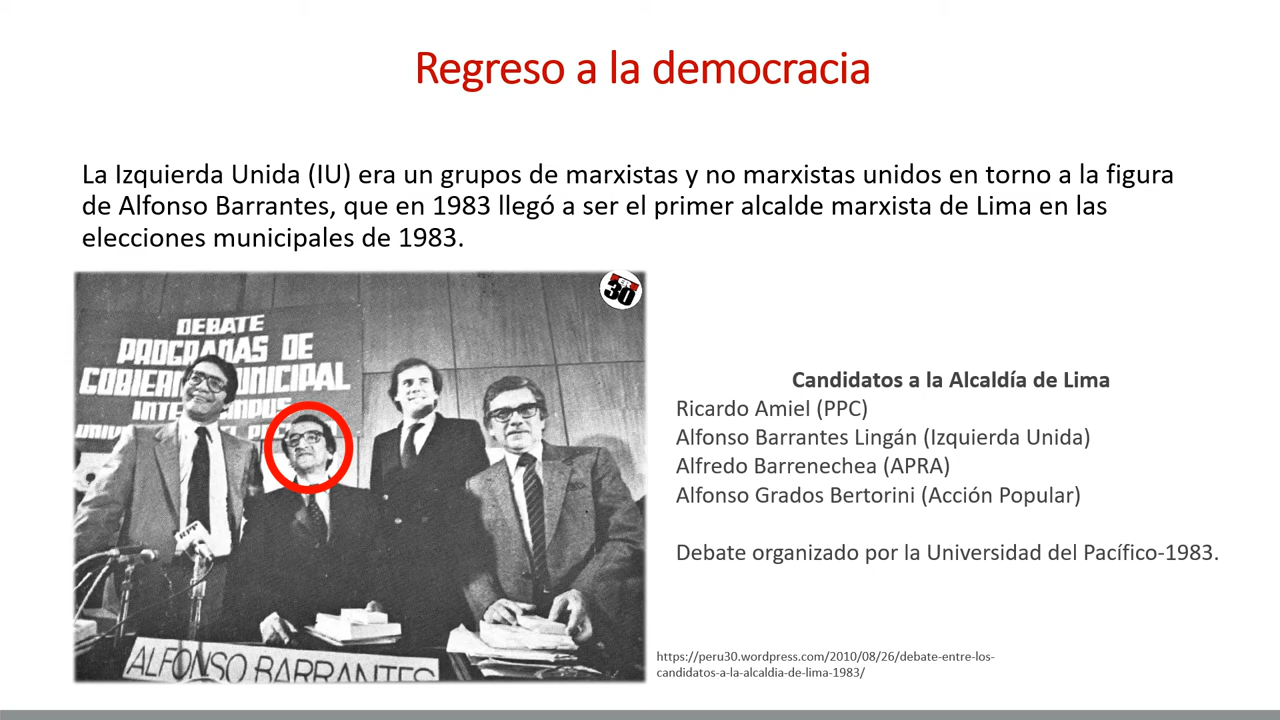 Regreso a la democracia
La Izquierda Unida (IU) era un grupos de marxistas y no marxistas unidos en torno a la figura
de Alfonso Barrantes, que en 1983 llegó a ser el primer alcalde marxista de Lima en las
elecciones municipales de 1983.
30
DEBATE
PROGRAMAS DE
MUNICIPAL
Candidatos a la Alcaldía de Lima
Ricardo Amiel (PPC)
Alfonso Barrantes Lingán (Izquierda Unida)
Alfredo Barrenechea (APRA)
Alfonso Grados Bertorini (Acción Popular)
Debate organizado por la Universidad del Pacífico-1983.
ALFONSO BARRANTES
https://peru30.wordpress.com/2010/08/26/debate-entre-los-
candidatos-a-la-alcaldia-de-lima-1983/